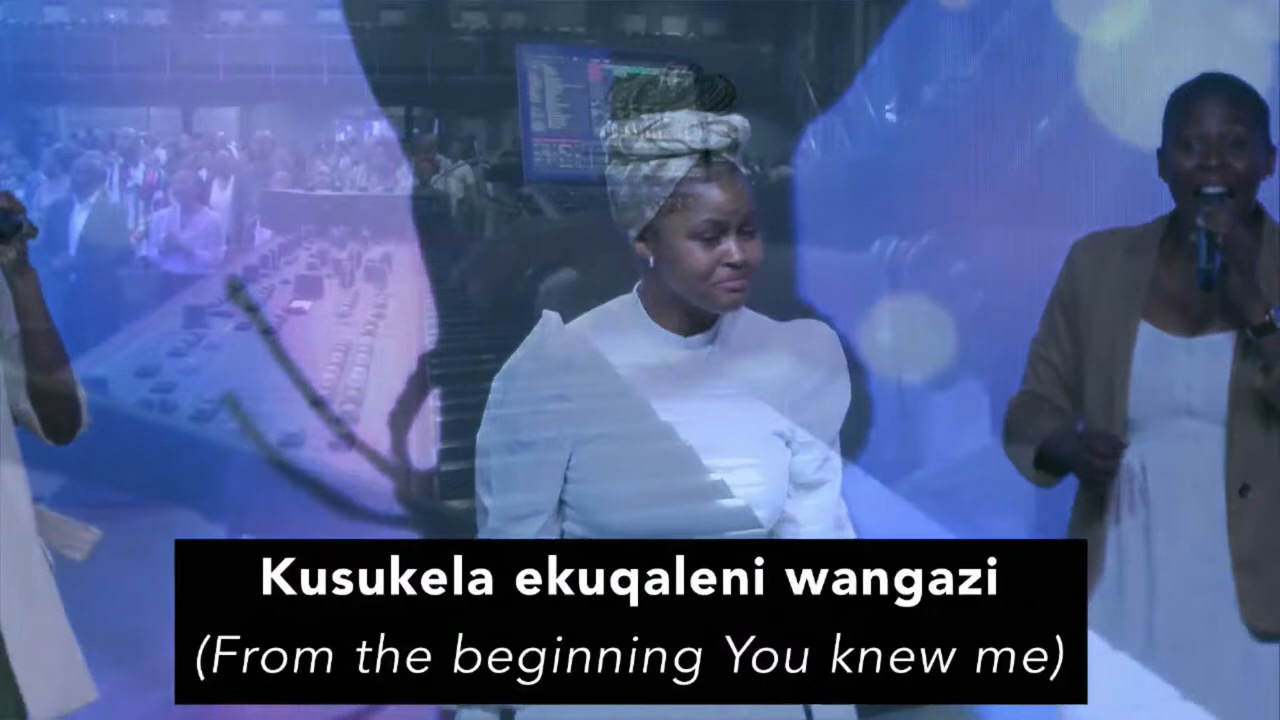 Kusukela ekuqaleni wangazi
(From the beginning You knew me)